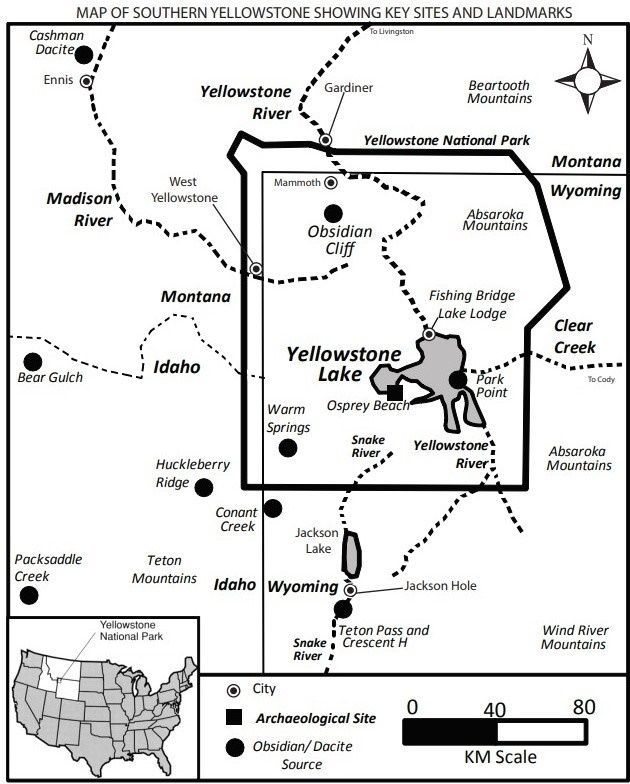 MAP OF SOUTHERN YELLOWSTONE SHOWING KEY SITES AND LANDMARKS
Cashman
Dacite
To Livingston
N
Ennis
Yellowstone
River
Gardiner
Beartooth
Mountains
Yellowstone National Park
Montana
Wyoming
Madison
River
West
Yellowstone
Mammoth
Obsidian
Cliff
Absaroka
Mountains
Montana
Fishing Bridge
Lake Lodge
Clear
Creek
Yellowstone
Lake
Idaho
Bear Gulch
Park
Point
To Cody
Osprey Beach
Warm
Springs
Snake
River
Yellowstone
River
Absaroka
Mountains
Huckleberry
Ridge
Conant
Creek
Jackson
Lake
Packsaddle
Creek
Teton
Mountains
Idaho
Wyoming
Jackson Hole
Teton Pass and
Crescent H
Snake
River
Wind River
Mountains
Yellowstone
National Park
City
Archaeological Site
Obsidian/ Dacite
Source
0 40 80
KM Scale